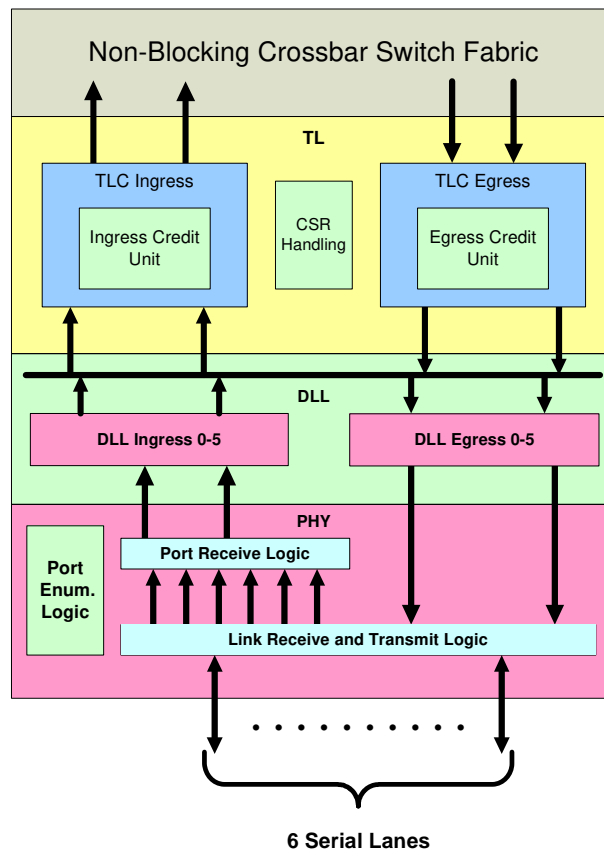 Non-Blocking Crossbar Switch Fabric
TL
TLC Ingress
Ingress Credit
Unit
CSR
Handling
TLC Egress
Egress Credit
Unit
DLL
DLL Ingress 0-5
DLL Egress 0-5
PHY
Port
Enum.
Logic
Port Receive Logic
Link Receive and Transmit Logic
6 Serial Lanes